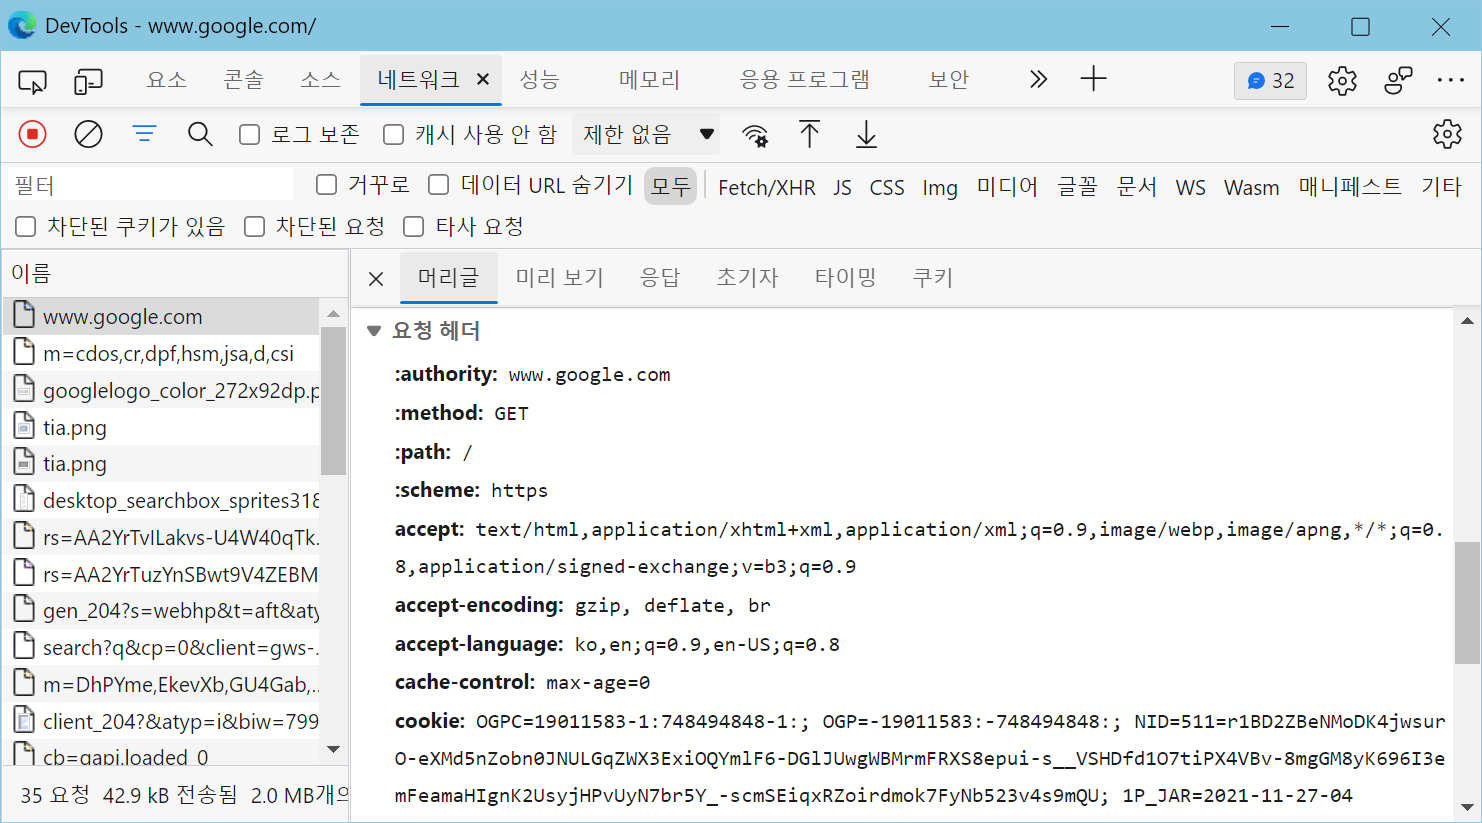 DevTools - www.google.com/
요소 콘솔 소스 네트워크 성능 메모리 응용 프로그램 보안 32
로그 보존 캐시 사용 안 함 제한 없음
필터 거꾸로 데이터 URL 숨기기 모두 Fetch/XHR JS CSS Img 미디어 글꼴 문서 WS Wasm 매니페스트 기타
차단된 쿠키가 있음 차단된 요청 타사 요청
이름
www.google.com
m=cdos,cr,dpf,hsm,jsa,d,csi
googlelogo_color_272x92dp.p
tia.png
tia.png
desktop_searchbox_sprites318
rs=AA2YrTvILakvs-U4W40qTk.
rs=AA2YrTuzYnSBwt9V4ZEBM
gen_204?s=webhp&t=aft&aty
search?q&cp=0&client=gws-.
m=DhPYme,EkevXb,GU4Gab,..
client_204?&atyp=i&biw=799
cb=gapi.loaded_0
35 요청 42.9 kB 전송됨 2.0 MB개의
머리글 미리 보기 응답 초기자 타이밍 쿠키
요청 헤더
:authority: www.google.com
:method: GET
:path: /
:scheme: https
accept: text/html,application/xhtml+xml,application/xml;q=0.9,image/webp,image/apng,*/*;q=0.
8,application/signed-exchange;v=b3;q=0.9
accept-encoding: gzip, deflate, br
accept-language: ko,en;q=0.9,en-US;q=0.8
cache-control: max-age=0
cookie: OGPC=19011583-1:748494848-1:; OGP=-19011583:-748494848:; NID=511=r1BD2ZBeNMoDK4jwsur
O-eXMd5nZobn0JNULGqZWX3ExiOQYmlF6-DGlJUwgWBMrmFRXS8epui-s__VSHDfd1O7tiPX4VBv-8mgGM8yK696I3e
mFeamaHIgnK2UsyjHPvUyN7br5Y_-scmSEiqxRZoirdmok7FyNb523v4s9mQU; 1P_JAR=2021-11-27-04